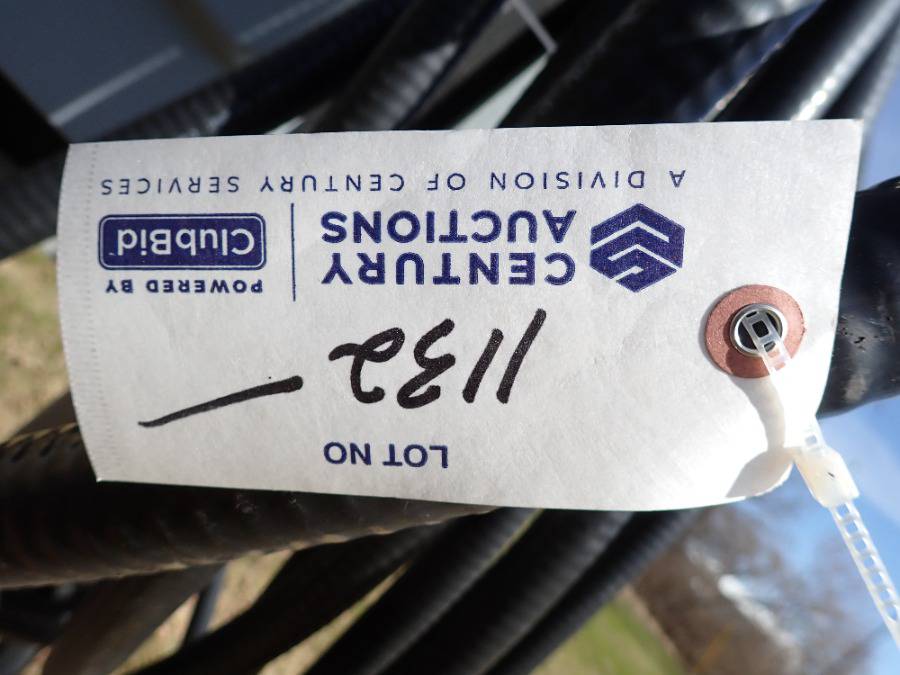 LOT NO
1132 —
CENTURY
AUCTIONS
POWERED BY
ClubBid
A DIVISION OF CENTURY SERVICES